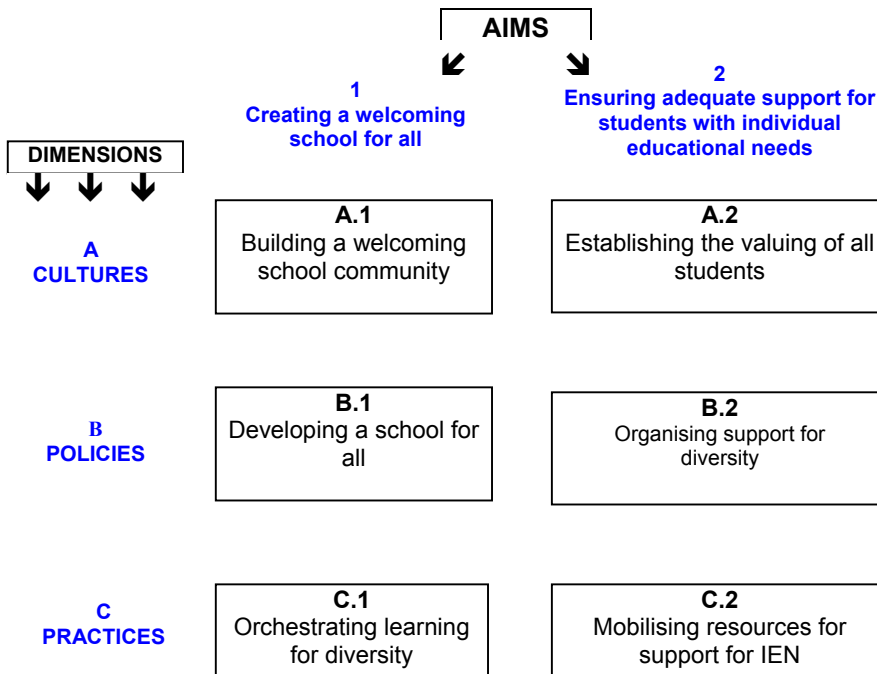 AIMS
1
Creating a welcoming
school for all
2
Ensuring adequate support for
students with individual
educational needs
DIMENSIONS
A
CULTURES
A.1
Building a welcoming
school community
A.2
Establishing the valuing of all
students
B
POLICIES
B.1
Developing a school for
all
B.2
Organising support for
diversity
C
PRACTICES
C.1
Orchestrating learning
for diversity
C.2
Mobilising resources for
support for IEN